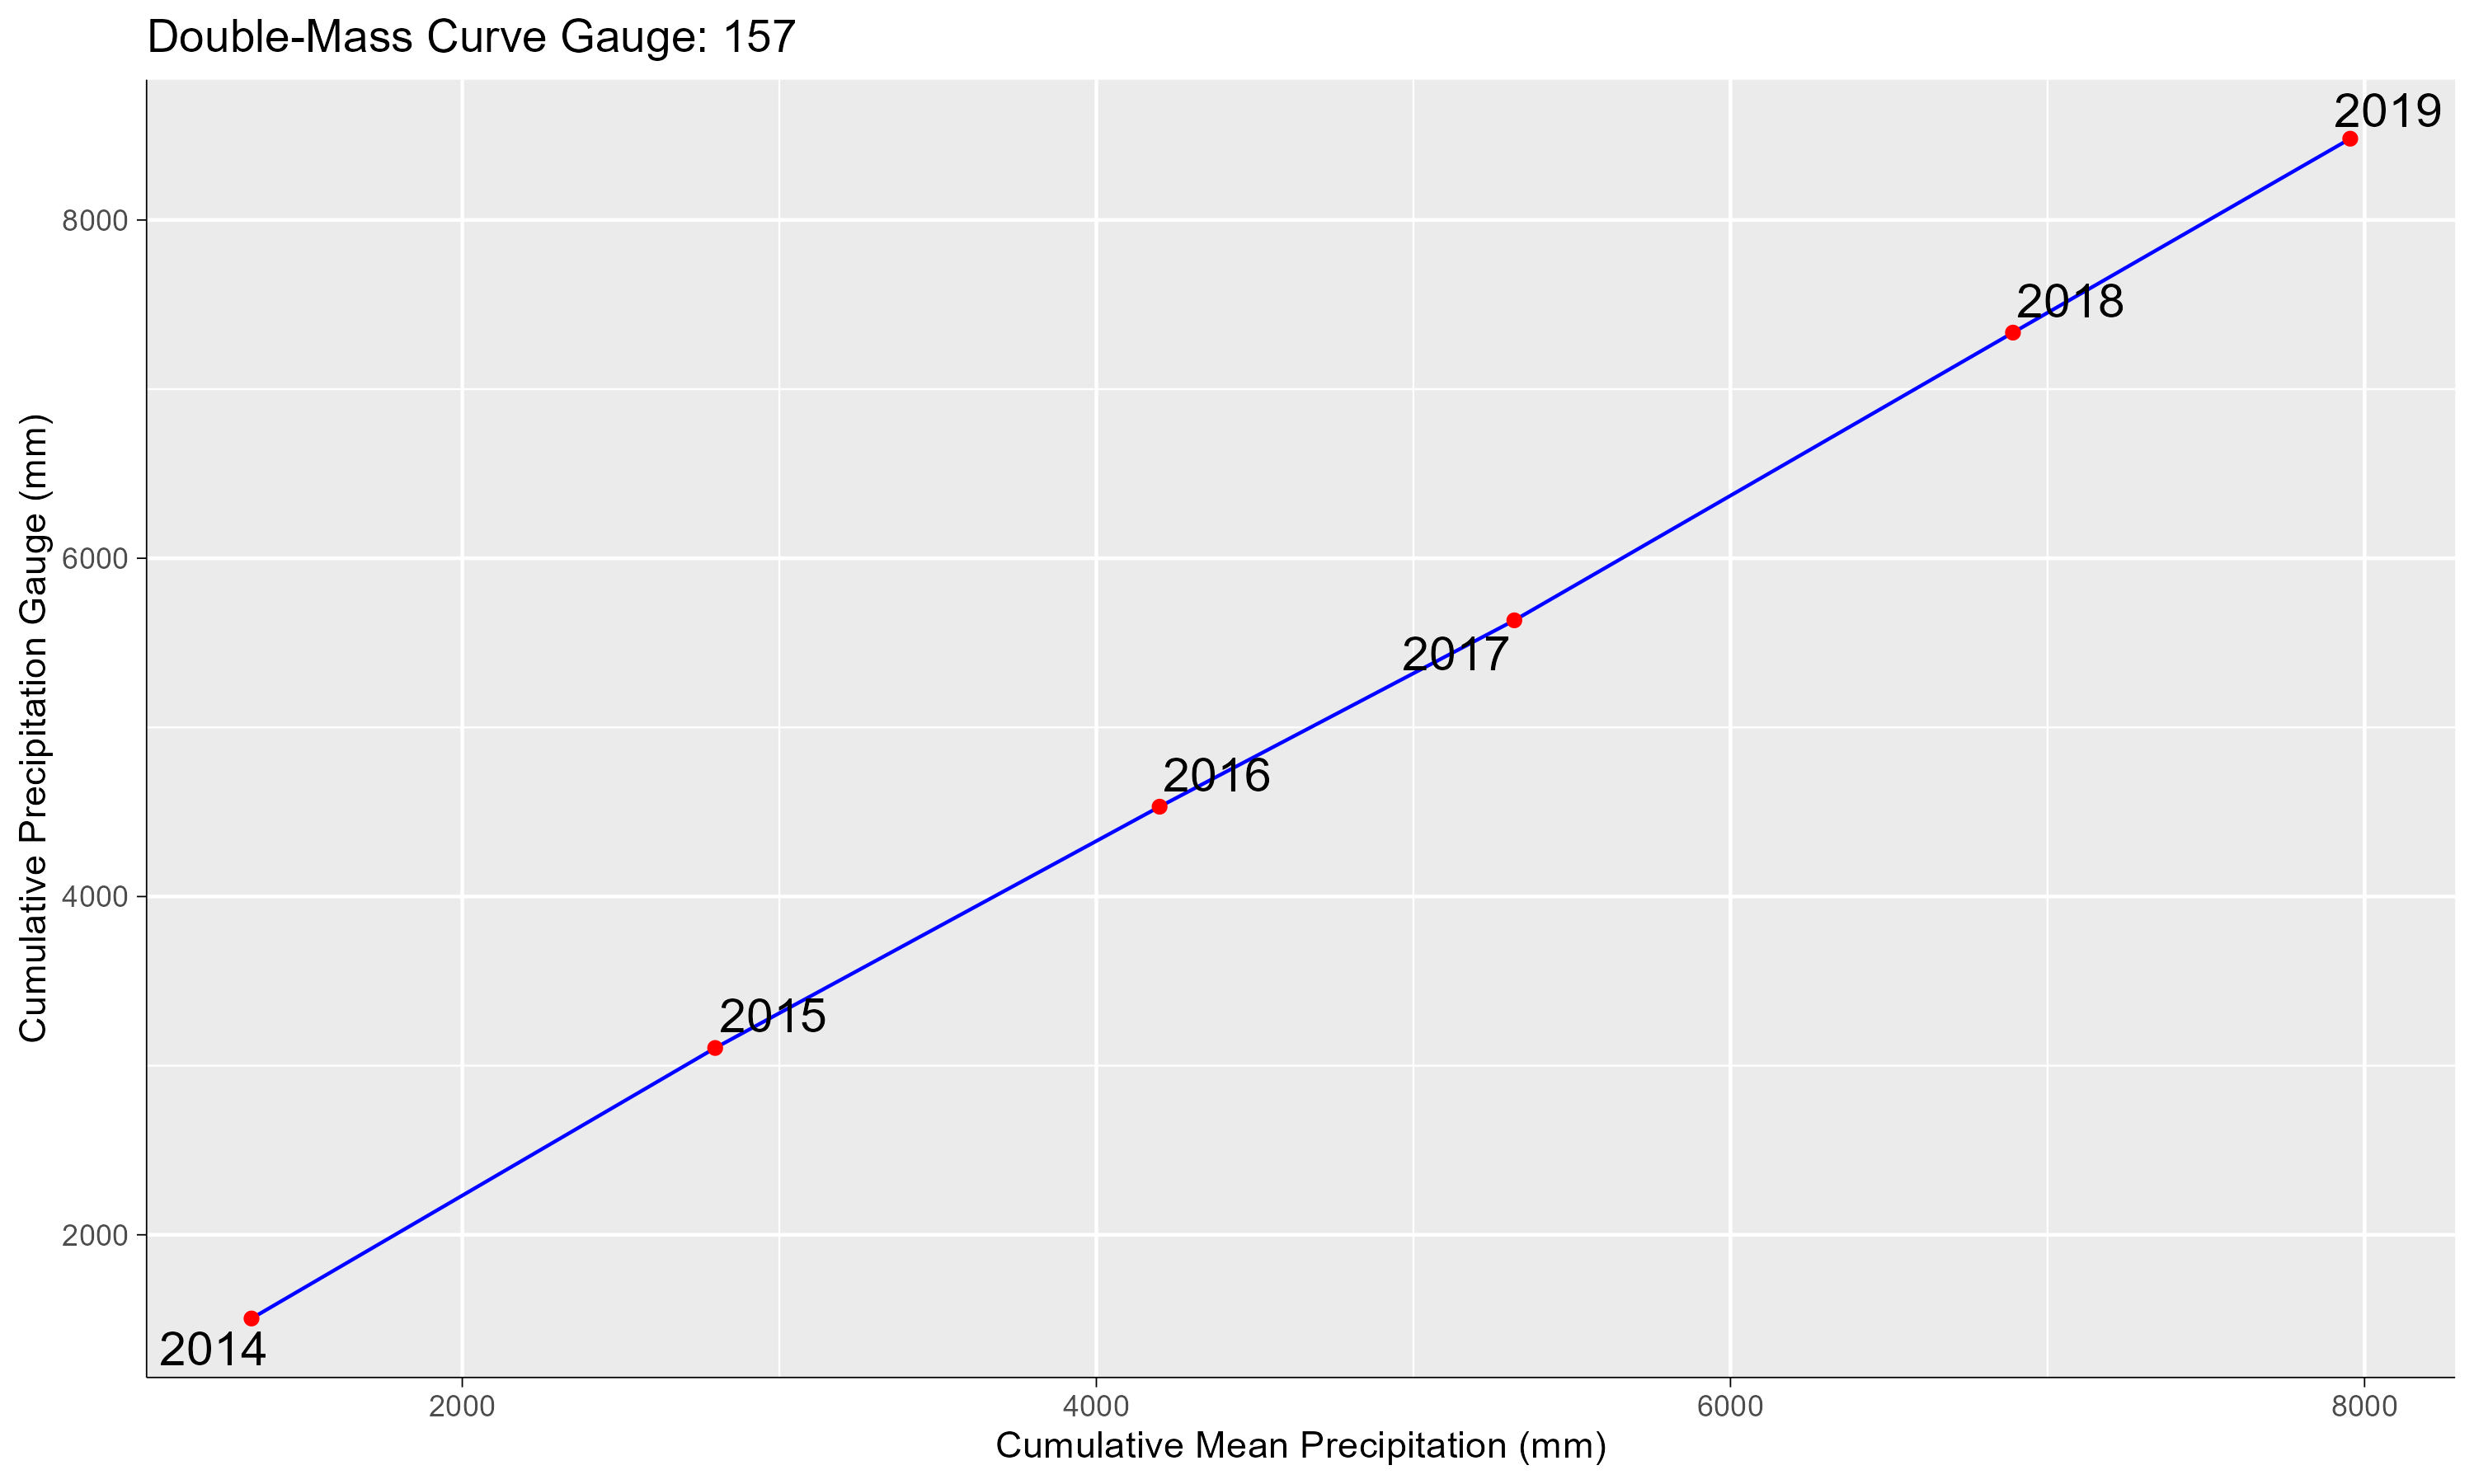 Double-Mass Curve Gauge: 157
2019
8000
2018
6000
2017
2016
4000
2015
2000
2014
2000 4000 6000 8000
Cumulative Mean Precipitation (mm)
Cumulative Precipitation Gauge (mm)